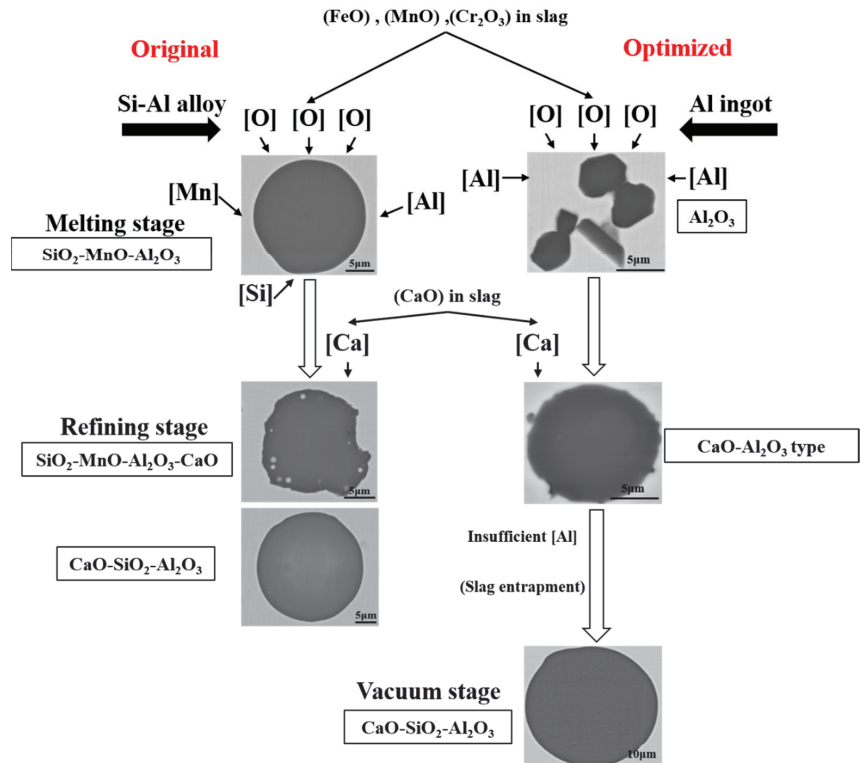 (FeO) , (MnO) ,(Cr₂O₃) in slag
Original
Optimized
Si-Al alloy
Al ingot
[O] [O] [O]
[O] [O] [O]
[Mn]
[Al]
[Al]
[Al]
Melting stage
SiO₂-MnO-Al₂O₃
Al₂O₃
5μm
5μm
[Si]
(CaO) in slag
[Ca]
[Ca]
Refining stage
SiO₂-MnO-Al₂O₃-CaO
CaO-Al₂O₃ type
5μm
5μm
Insufficient [Al]
CaO-SiO₂-Al₂O₃
(Slag entrapment)
5μm
Vacuum stage
CaO-SiO₂-Al₂O₃
10μm